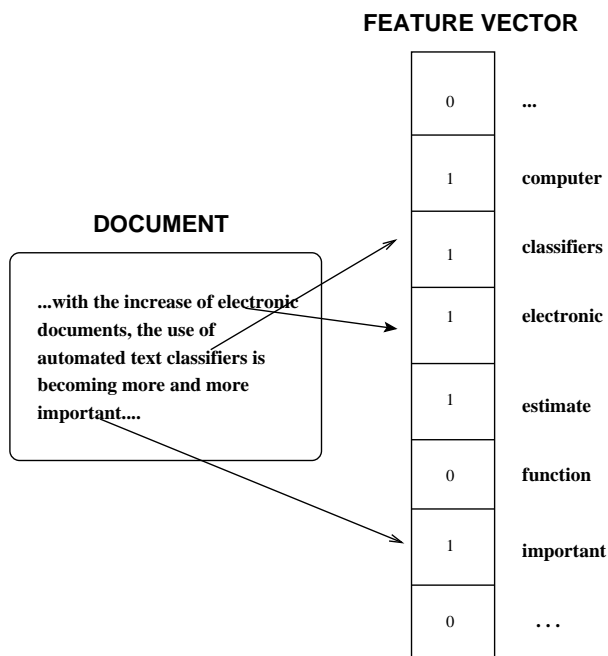 FEATURE VECTOR
0 ...
1 computer
DOCUMENT
1 classifiers
...with the increase of electronic
documents, the use of
automated text classifiers is
becoming more and more
important....
1 electronic
1 estimate
0 function
1 important
0 . . .